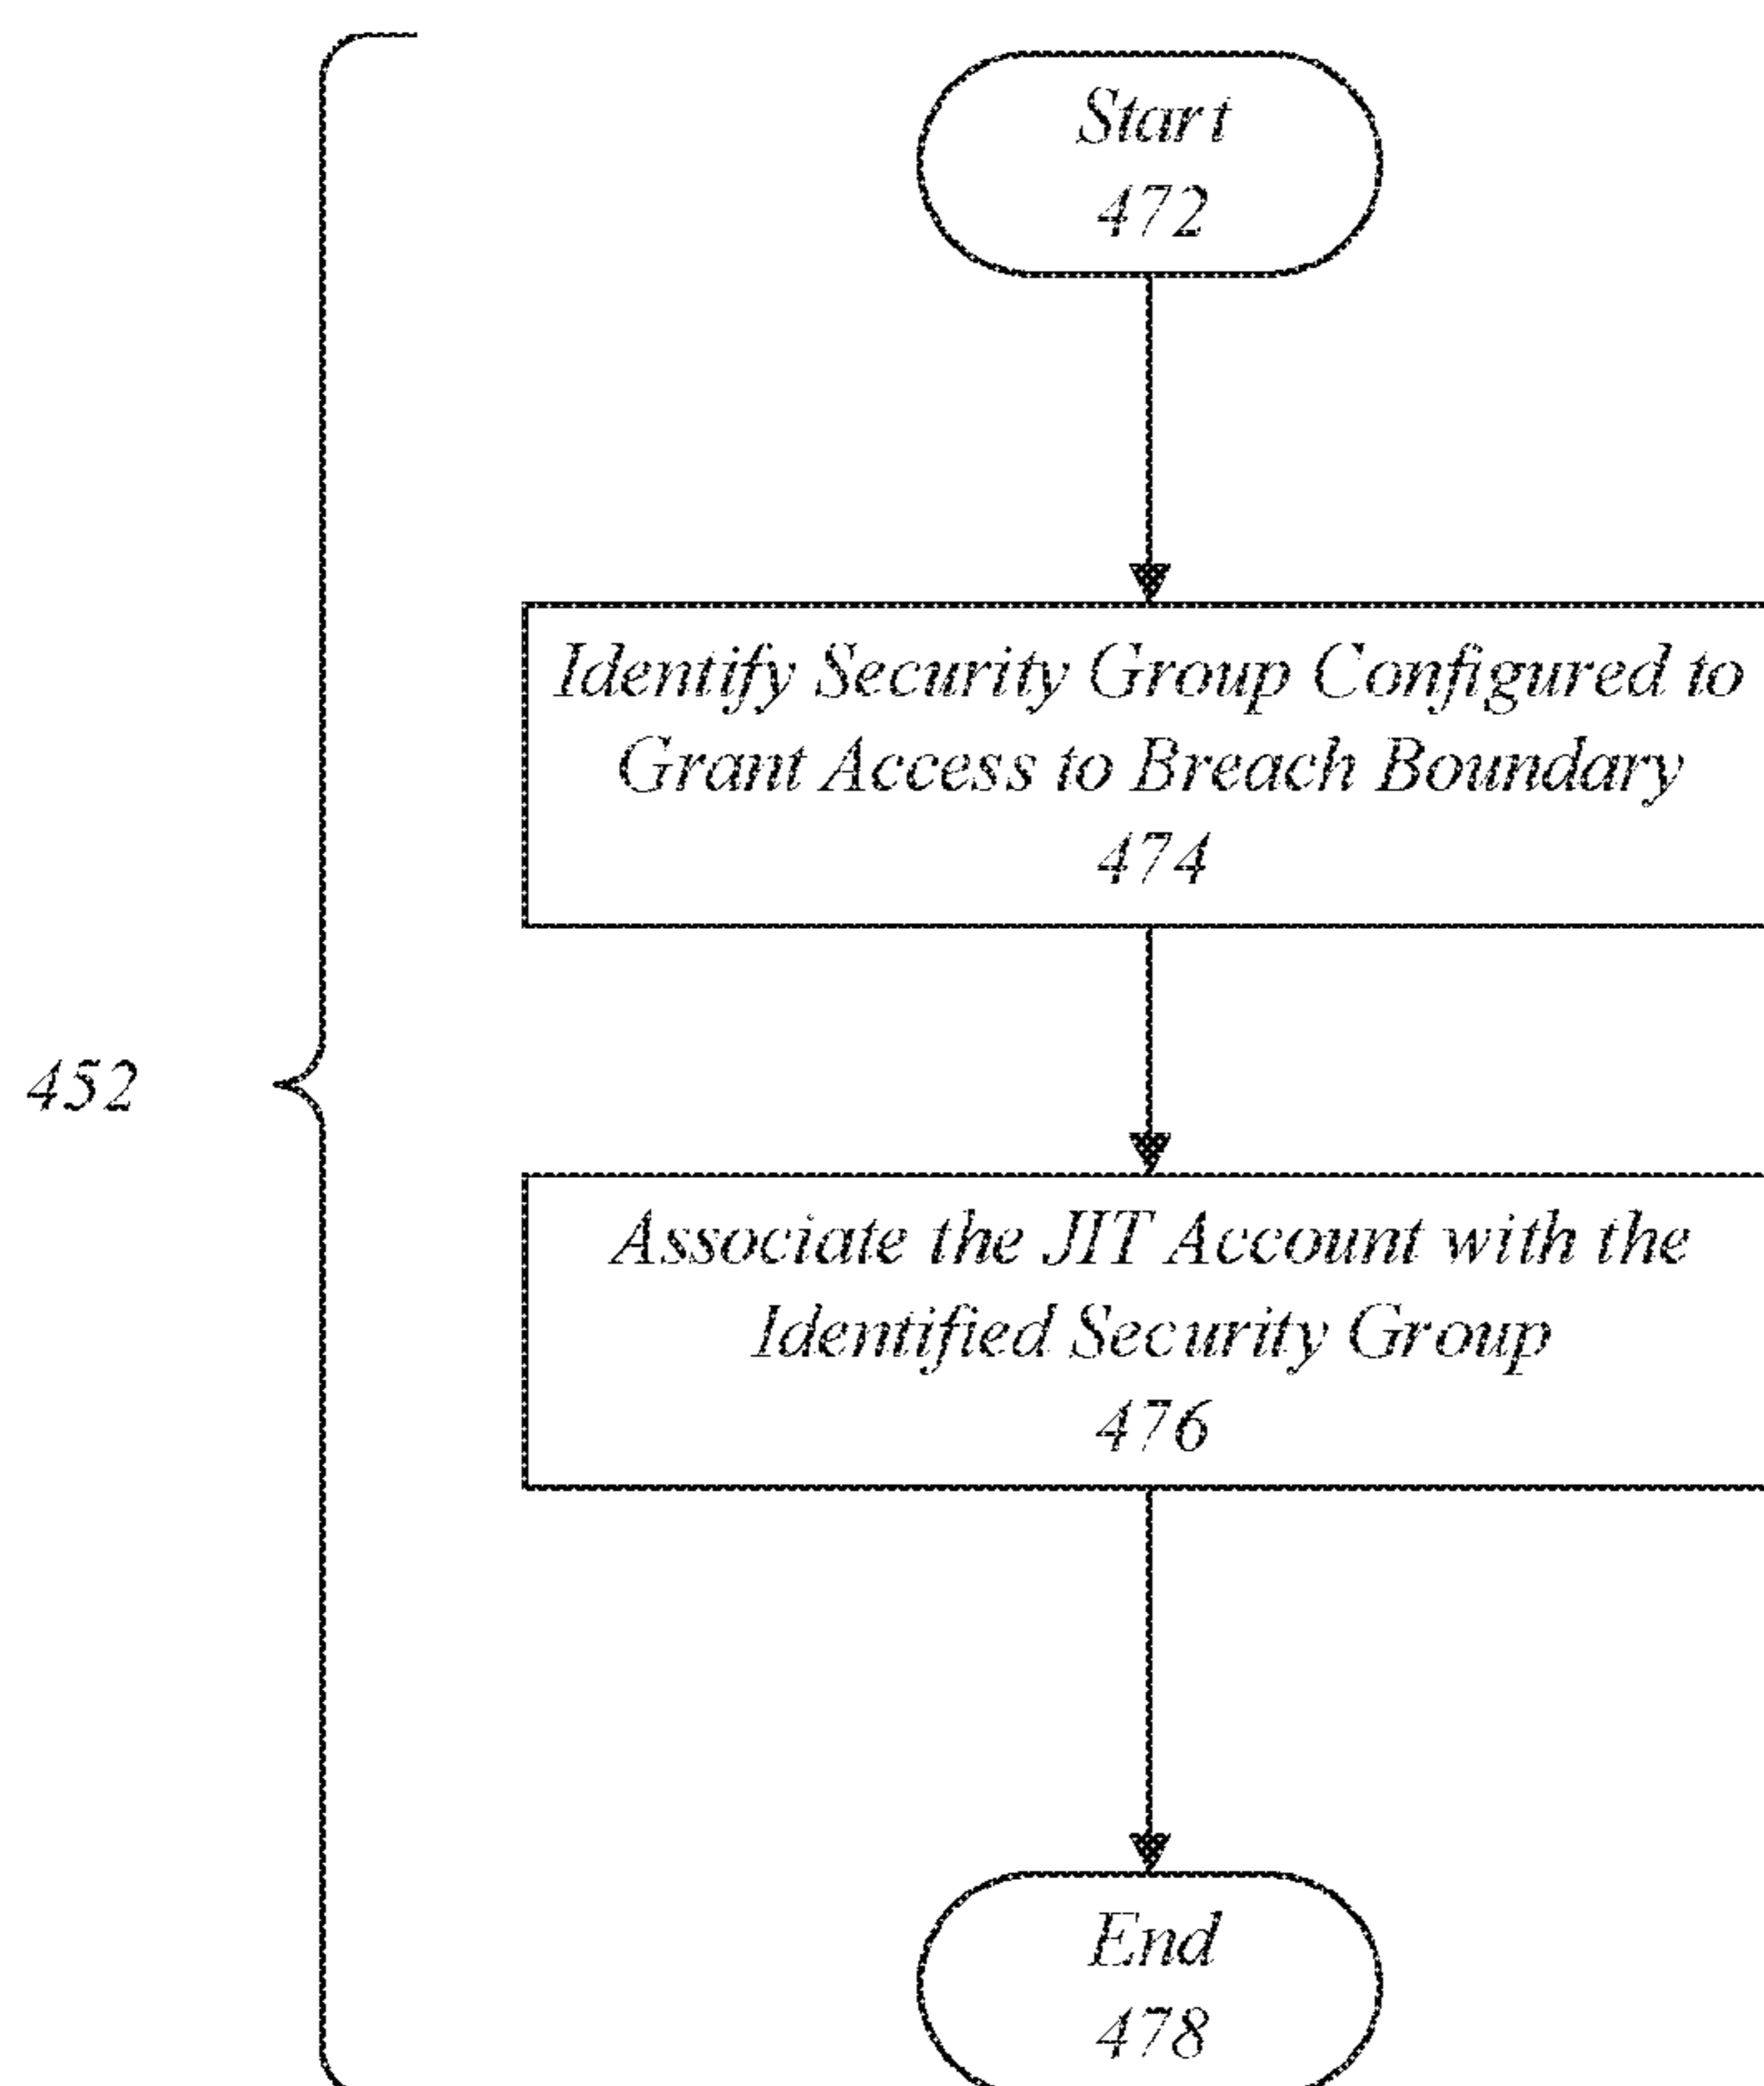 Start
472
Identify Security Group Configured to
Grant Access to Breach Boundary
474
452
Associate the JIT Account with the
Identified Security Group
476
End
478